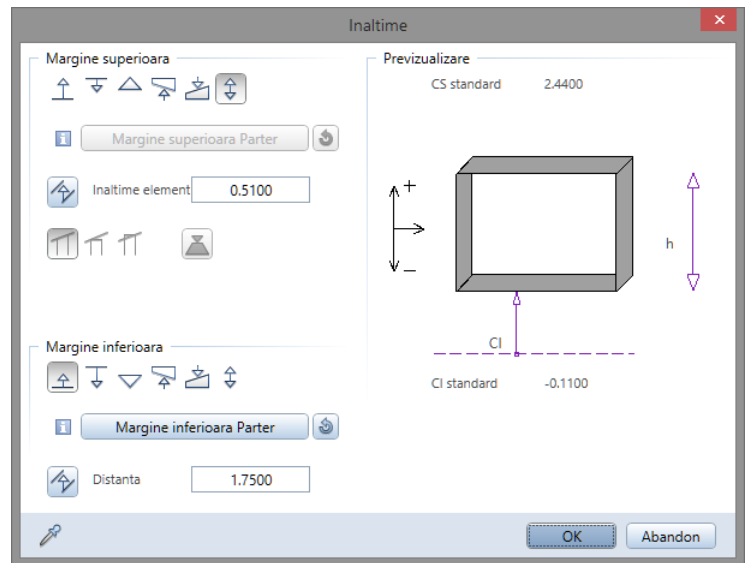 Inaltime
Margine superioara
Margine superioara Parter
Inaltime element 0.5100
Previzualizare
CS standard 2.4400
+
h
–
CI
CI standard -0.1100
Margine inferioara
Margine inferioara Parter
Distanta 1.7500
OK Abandon